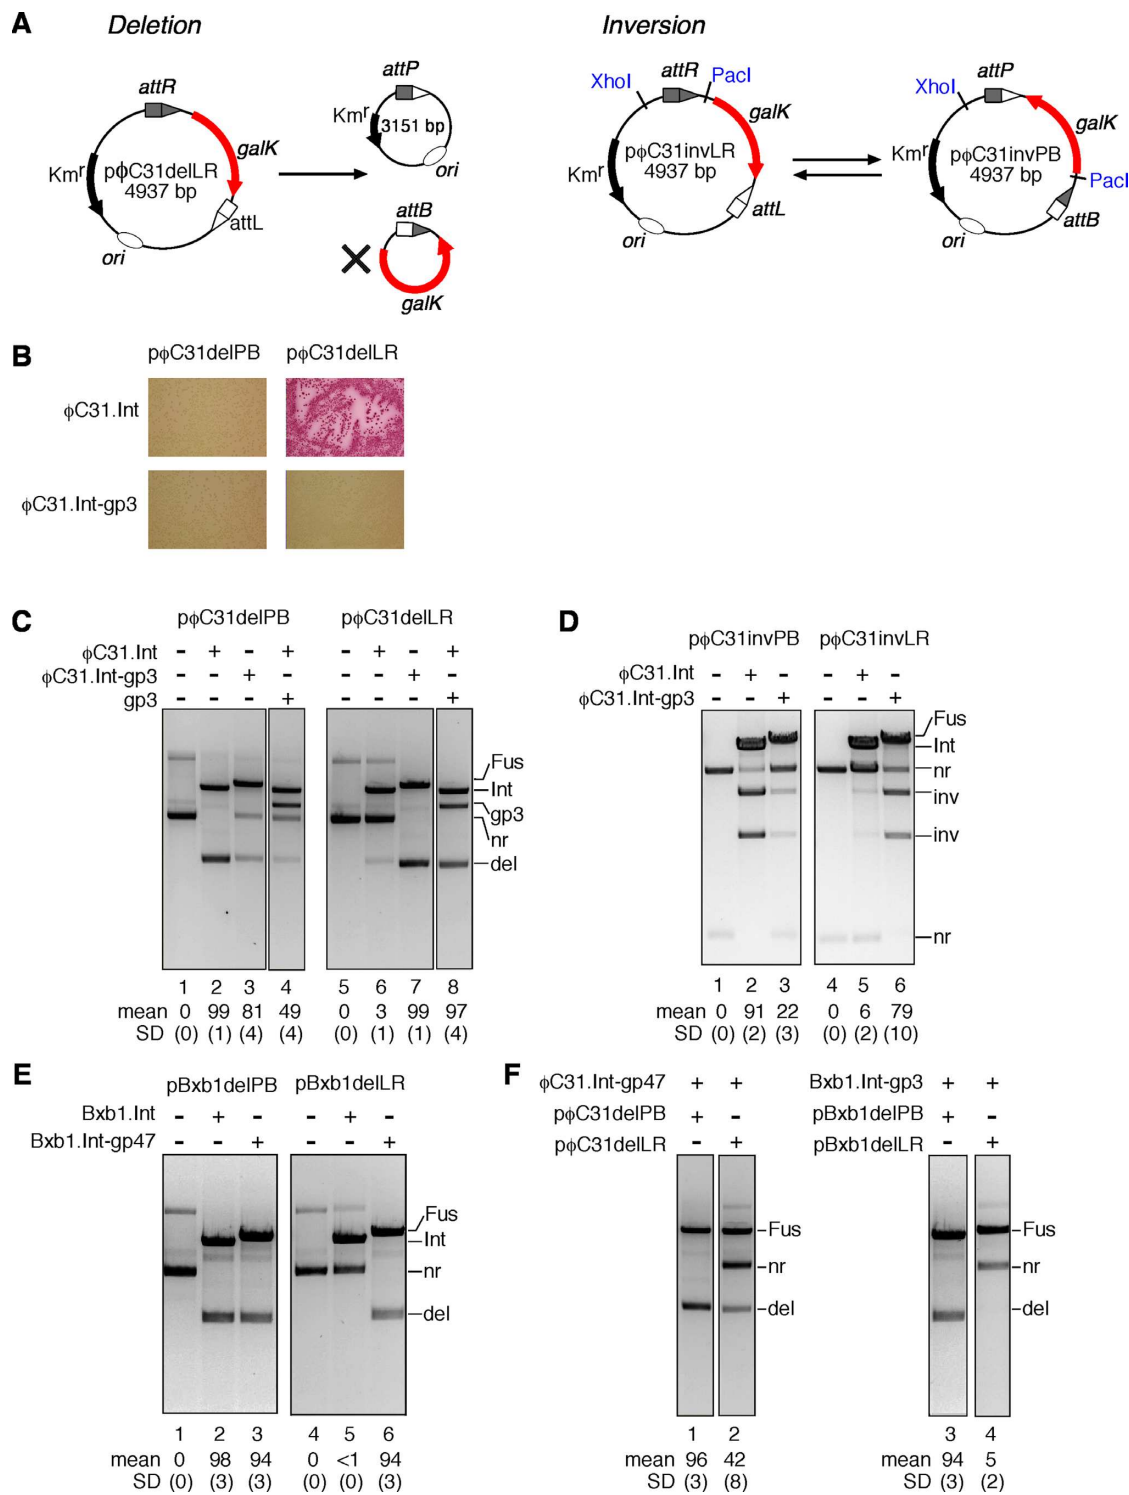 A
Deletion
Inversion
attR
attP
Kmr
3151 bp
galK
pϕC31delLR
4937 bp
Kmr
ori
attL
attB
ori
galK
XhoI
attR
PacI
galK
pϕC31invLR
4937 bp
Kmr
attL
ori
XhoI
attP
galK
pϕC31invPB
4937 bp
Kmr
PacI
attB
ori
B
pϕC31delPB pϕC31delLR
ϕC31.Int
ϕC31.Int-gp3
C
pϕC31delPB pϕC31delLR
ϕC31.Int - + - + - + - +
ϕC31.Int-gp3 - - + - - - + -
gp3 - - - + - - - +
Fus
Int
gp3
nr
del
1 2 3 4 5 6 7 8
mean 0 99 81 49 0 3 99 97
SD (0) (1) (4) (4) (0) (1) (1) (4)
D
pϕC31invPB pϕC31invLR
ϕC31.Int - + - - + -
ϕC31.Int-gp3 - - + - - +
Fus
Int
nr
inv
inv
nr
1 2 3 4 5 6
mean 0 91 22 0 6 79
SD (0) (2) (3) (0) (2) (10)
E
pBxb1delPB pBxb1delLR
Bxb1.Int - + - - + -
Bxb1.Int-gp47 - - + - - +
Fus
Int
nr
del
1 2 3 4 5 6
mean 0 98 94 0 <1 94
SD (0) (3) (3) (0) (0) (3)
F
ϕC31.Int-gp47 + +
pϕC31delPB + -
pϕC31delLR - +
Fus
nr
del
1 2
mean 96 42
SD (3) (8)
Bxb1.Int-gp3 + +
pBxb1delPB + -
pBxb1delLR - +
Fus
nr
del
3 4
mean 94 5
SD (3) (2)